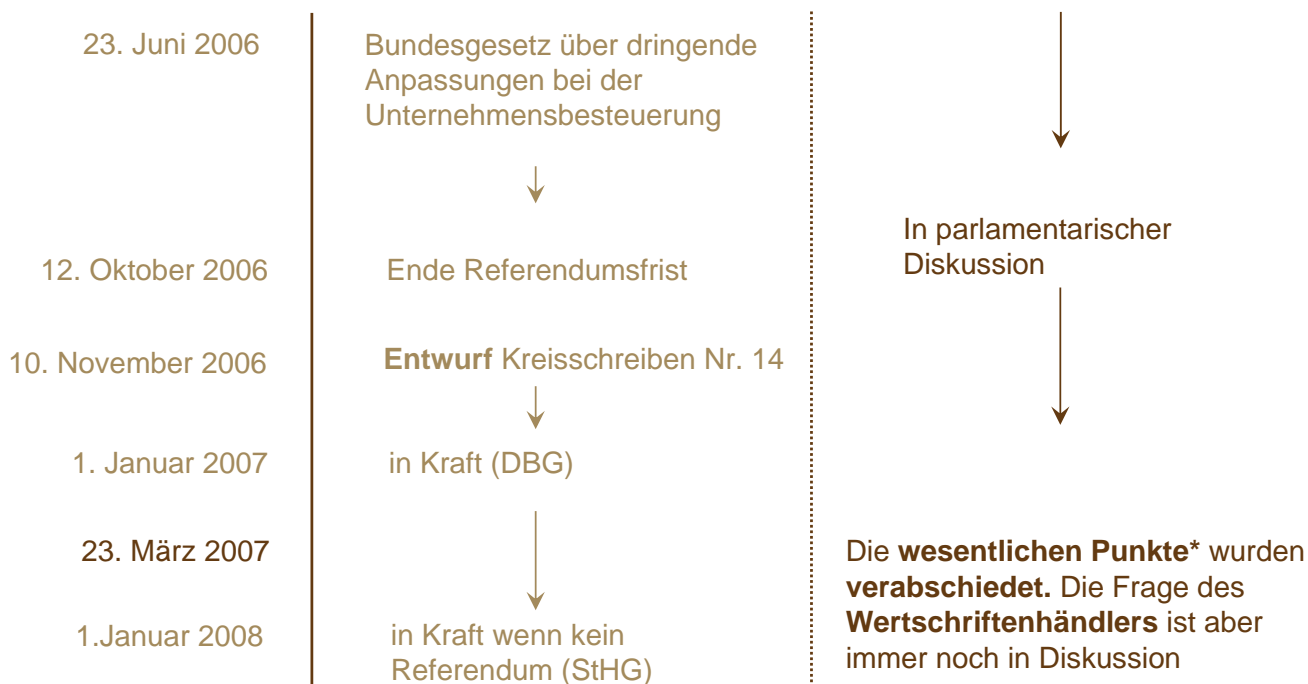 23. Juni 2006
Bundesgesetz über dringende
Anpassungen bei der
Unternehmensbesteuerung
In parlamentarischer
Diskussion
12. Oktober 2006
Ende Referendumsfrist
10. November 2006
Entwurf Kreisschreiben Nr. 14
1. Januar 2007
in Kraft (DBG)
23. März 2007
Die wesentlichen Punkte* wurden
verabschiedet. Die Frage des
Wertschriftenhändlers ist aber
immer noch in Diskussion
1.Januar 2008
in Kraft wenn kein
Referendum (StHG)